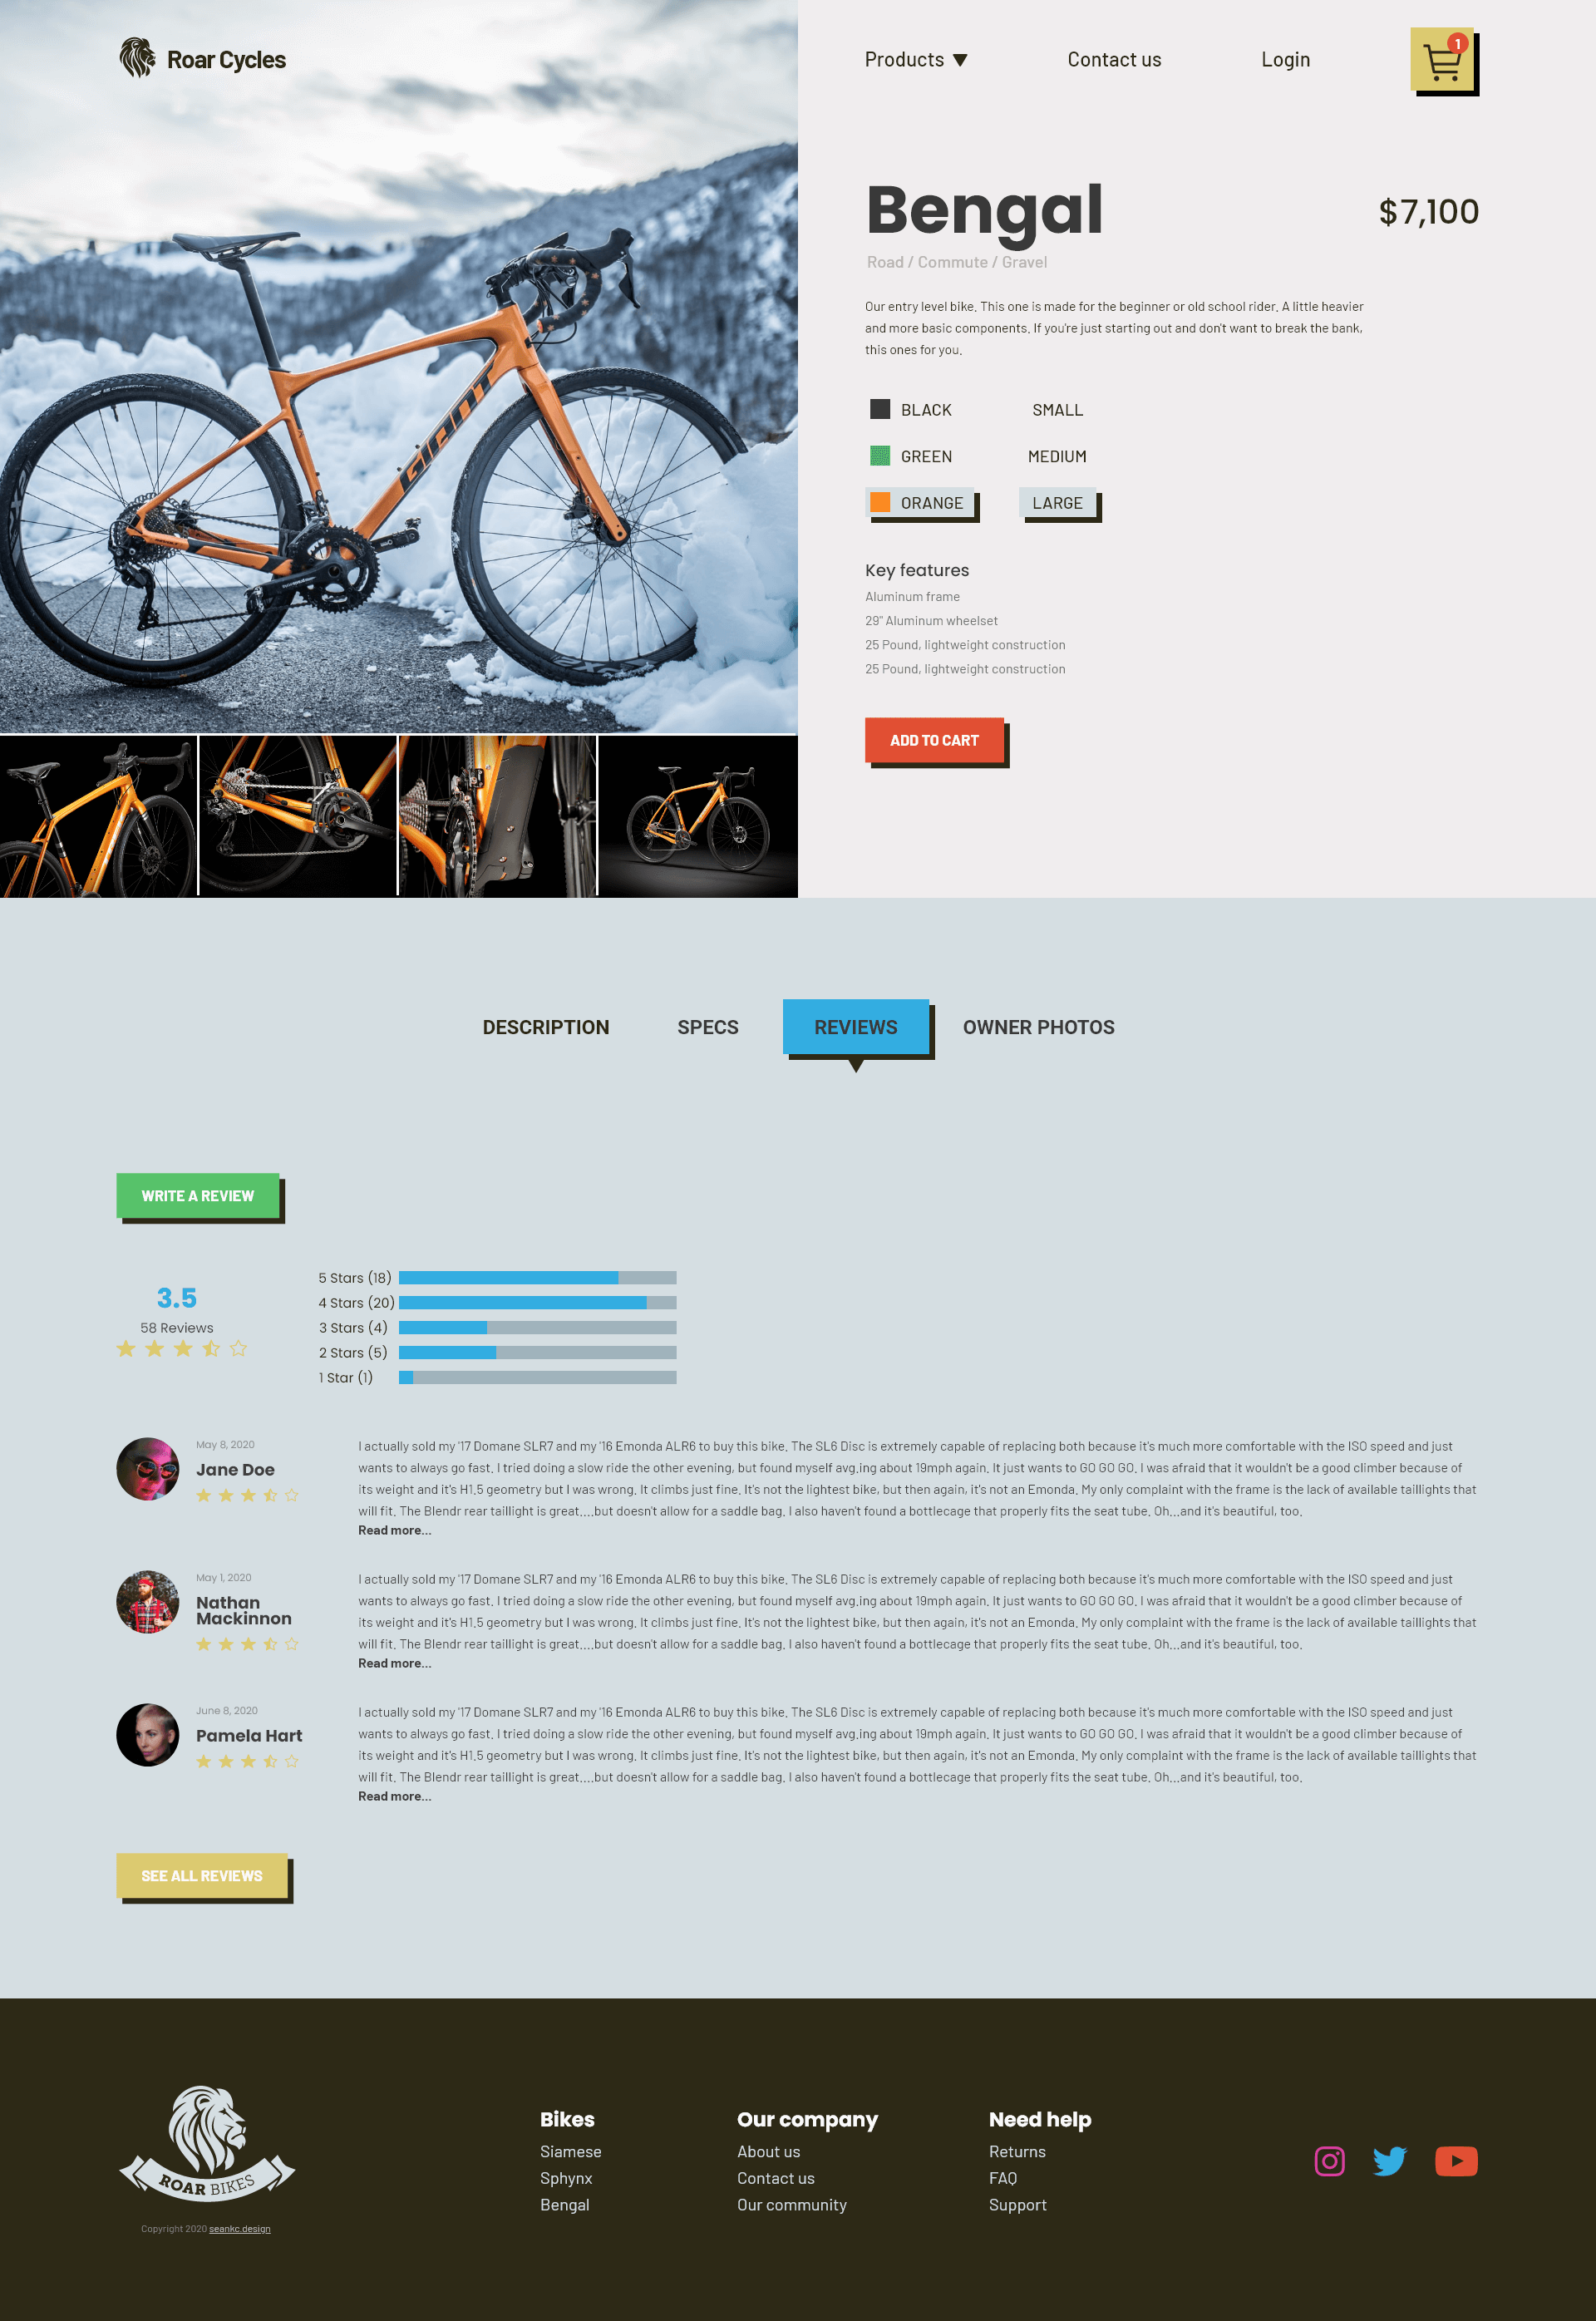 Roar Cycles
Products
Contact us
Login
1
Bengal
$7,100
Road / Commute / Gravel
Our entry level bike. This one is made for the beginner or old school rider. A little heavier
and more basic components. If you're just starting out and don't want to break the bank,
this ones for you.
BLACK
SMALL
GREEN
MEDIUM
ORANGE
LARGE
GIANT
Key features
Aluminum frame
29" Aluminum wheelset
25 Pound, lightweight construction
25 Pound, lightweight construction
ADD TO CART
DESCRIPTION
SPECS
REVIEWS
OWNER PHOTOS
WRITE A REVIEW
3.5
58 Reviews
5 Stars (18)
4 Stars (20)
3 Stars (4)
2 Stars (5)
1 Star (1)
May 8, 2020
Jane Doe
I actually sold my '17 Domane SLR7 and my '16 Emonda ALR6 to buy this bike. The SL6 Disc is extremely capable of replacing both because it's much more comfortable with the ISO speed and just
wants to always go fast. I tried doing a slow ride the other evening, but found myself avg.ing about 19mph again. It just wants to GO GO GO. I was afraid that it wouldn't be a good climber because of
its weight and it's H1.5 geometry but I was wrong. It climbs just fine. It's not the lightest bike, but then again, it's not an Emonda. My only complaint with the frame is the lack of available taillights that
will fit. The Blendr rear taillight is great....but doesn't allow for a saddle bag. I also haven't found a bottlecage that properly fits the seat tube. Oh...and it's beautiful, too.
Read more...
May 1, 2020
Nathan
Mackinnon
I actually sold my '17 Domane SLR7 and my '16 Emonda ALR6 to buy this bike. The SL6 Disc is extremely capable of replacing both because it's much more comfortable with the ISO speed and just
wants to always go fast. I tried doing a slow ride the other evening, but found myself avg.ing about 19mph again. It just wants to GO GO GO. I was afraid that it wouldn't be a good climber because of
its weight and it's H1.5 geometry but I was wrong. It climbs just fine. It's not the lightest bike, but then again, it's not an Emonda. My only complaint with the frame is the lack of available taillights that
will fit. The Blendr rear taillight is great....but doesn't allow for a saddle bag. I also haven't found a bottlecage that properly fits the seat tube. Oh...and it's beautiful, too.
Read more...
June 8, 2020
Pamela Hart
I actually sold my '17 Domane SLR7 and my '16 Emonda ALR6 to buy this bike. The SL6 Disc is extremely capable of replacing both because it's much more comfortable with the ISO speed and just
wants to always go fast. I tried doing a slow ride the other evening, but found myself avg.ing about 19mph again. It just wants to GO GO GO. I was afraid that it wouldn't be a good climber because of
its weight and it's H1.5 geometry but I was wrong. It climbs just fine. It's not the lightest bike, but then again, it's not an Emonda. My only complaint with the frame is the lack of available taillights that
will fit. The Blendr rear taillight is great....but doesn't allow for a saddle bag. I also haven't found a bottlecage that properly fits the seat tube. Oh...and it's beautiful, too.
Read more...
SEE ALL REVIEWS
ROAR BIKES
Copyright 2020 seankc.design
Bikes
Siamese
Sphynx
Bengal
Our company
About us
Contact us
Our community
Need help
Returns
FAQ
Support